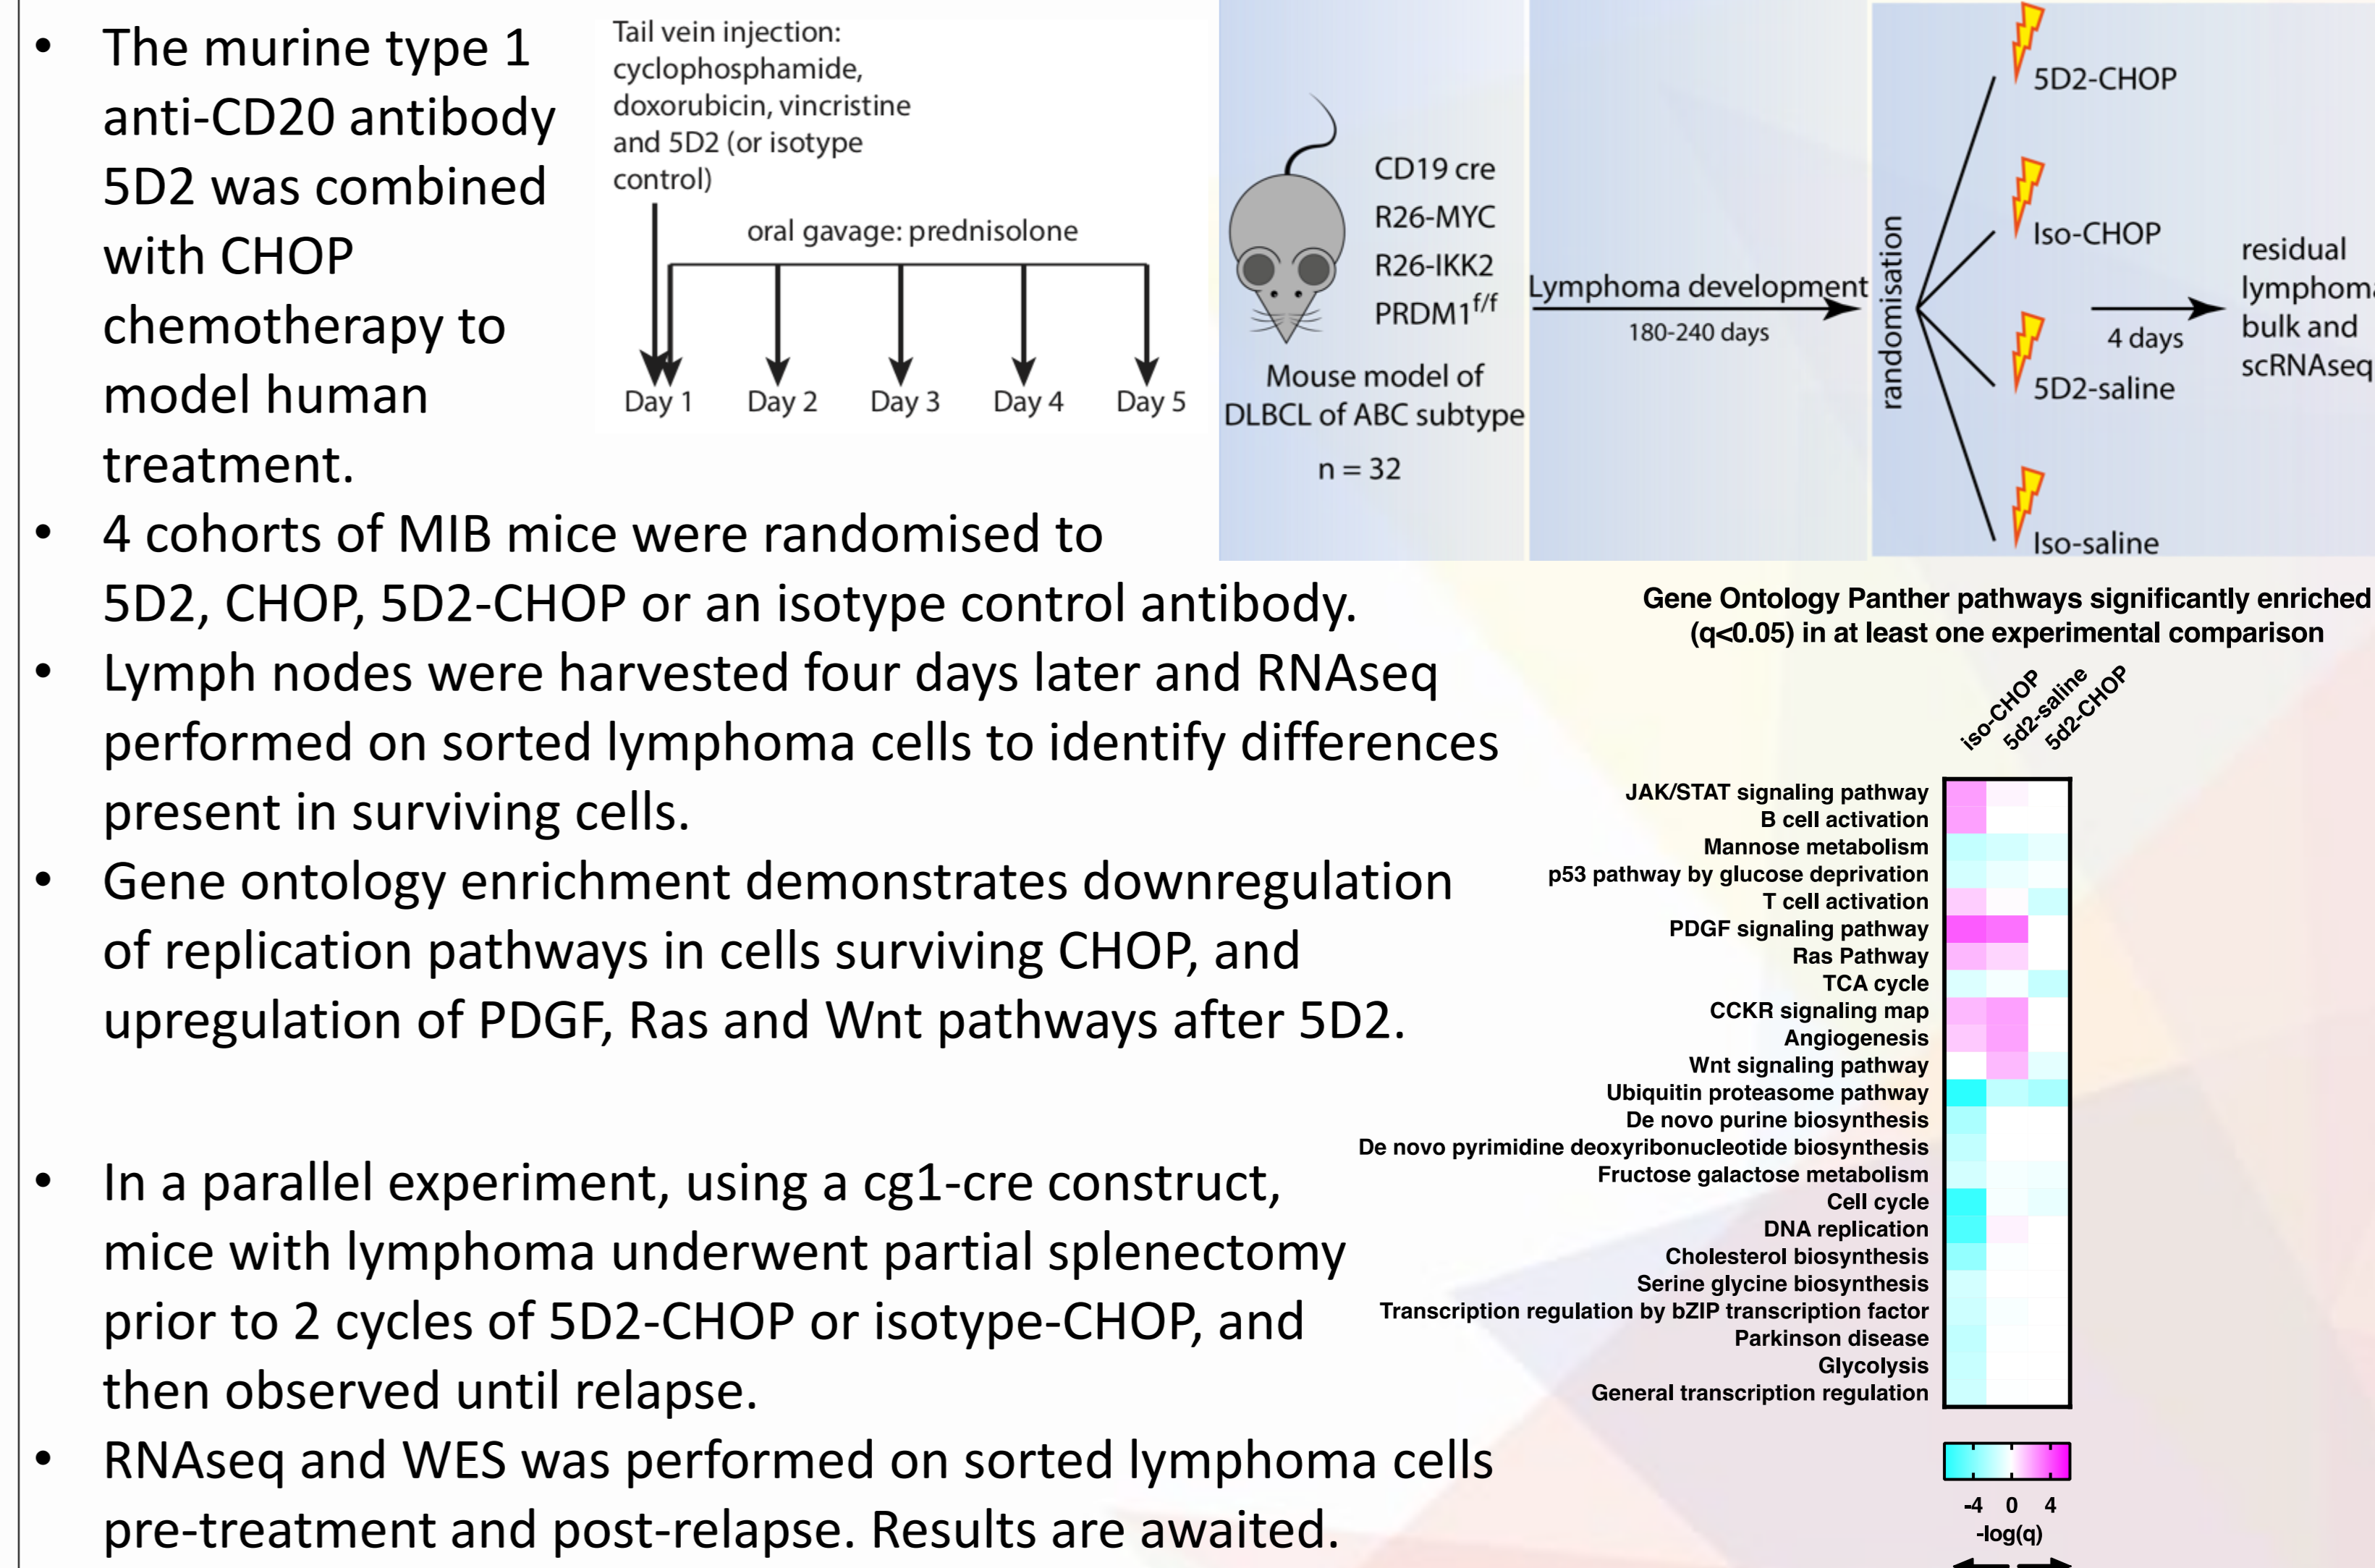 • The murine type 1
anti-CD20 antibody
5D2 was combined
with CHOP
chemotherapy to
model human
treatment.
• 4 cohorts of MIB mice were randomised to
5D2, CHOP, 5D2-CHOP or an isotype control antibody.
• Lymph nodes were harvested four days later and RNAseq
performed on sorted lymphoma cells to identify differences
present in surviving cells.
• Gene ontology enrichment demonstrates downregulation
of replication pathways in cells surviving CHOP, and
upregulation of PDGF, Ras and Wnt pathways after 5D2.
• In a parallel experiment, using a cg1-cre construct,
mice with lymphoma underwent partial splenectomy
prior to 2 cycles of 5D2-CHOP or isotype-CHOP, and
then observed until relapse.
• RNAseq and WES was performed on sorted lymphoma cells
pre-treatment and post-relapse. Results are awaited.
Tail vein injection:
cyclophosphamide,
doxorubicin, vincristine
and 5D2 (or isotype
control)
oral gavage: prednisolone
Day 1 Day 2 Day 3 Day 4 Day 5
CD19 cre
R26-MYC
R26-IKK2
PRDM1f/f
Mouse model of
DLBCL of ABC subtype
n = 32
Lymphoma development
180-240 days
randomisation
5D2-CHOP
Iso-CHOP
5D2-saline
Iso-saline
4 days
residual
lymphoma
bulk and
scRNAseq
Gene Ontology Panther pathways significantly enriched
(q<0.05) in at least one experimental comparison
iso-CHOP
5d2-saline
5d2-CHOP
JAK/STAT signaling pathway
B cell activation
Mannose metabolism
p53 pathway by glucose deprivation
T cell activation
PDGF signaling pathway
Ras Pathway
TCA cycle
CCKR signaling map
Angiogenesis
Wnt signaling pathway
Ubiquitin proteasome pathway
De novo purine biosynthesis
De novo pyrimidine deoxyribonucleotide biosynthesis
Fructose galactose metabolism
Cell cycle
DNA replication
Cholesterol biosynthesis
Serine glycine biosynthesis
Transcription regulation by bZIP transcription factor
Parkinson disease
Glycolysis
General transcription regulation
-4 0 4
-log(q)